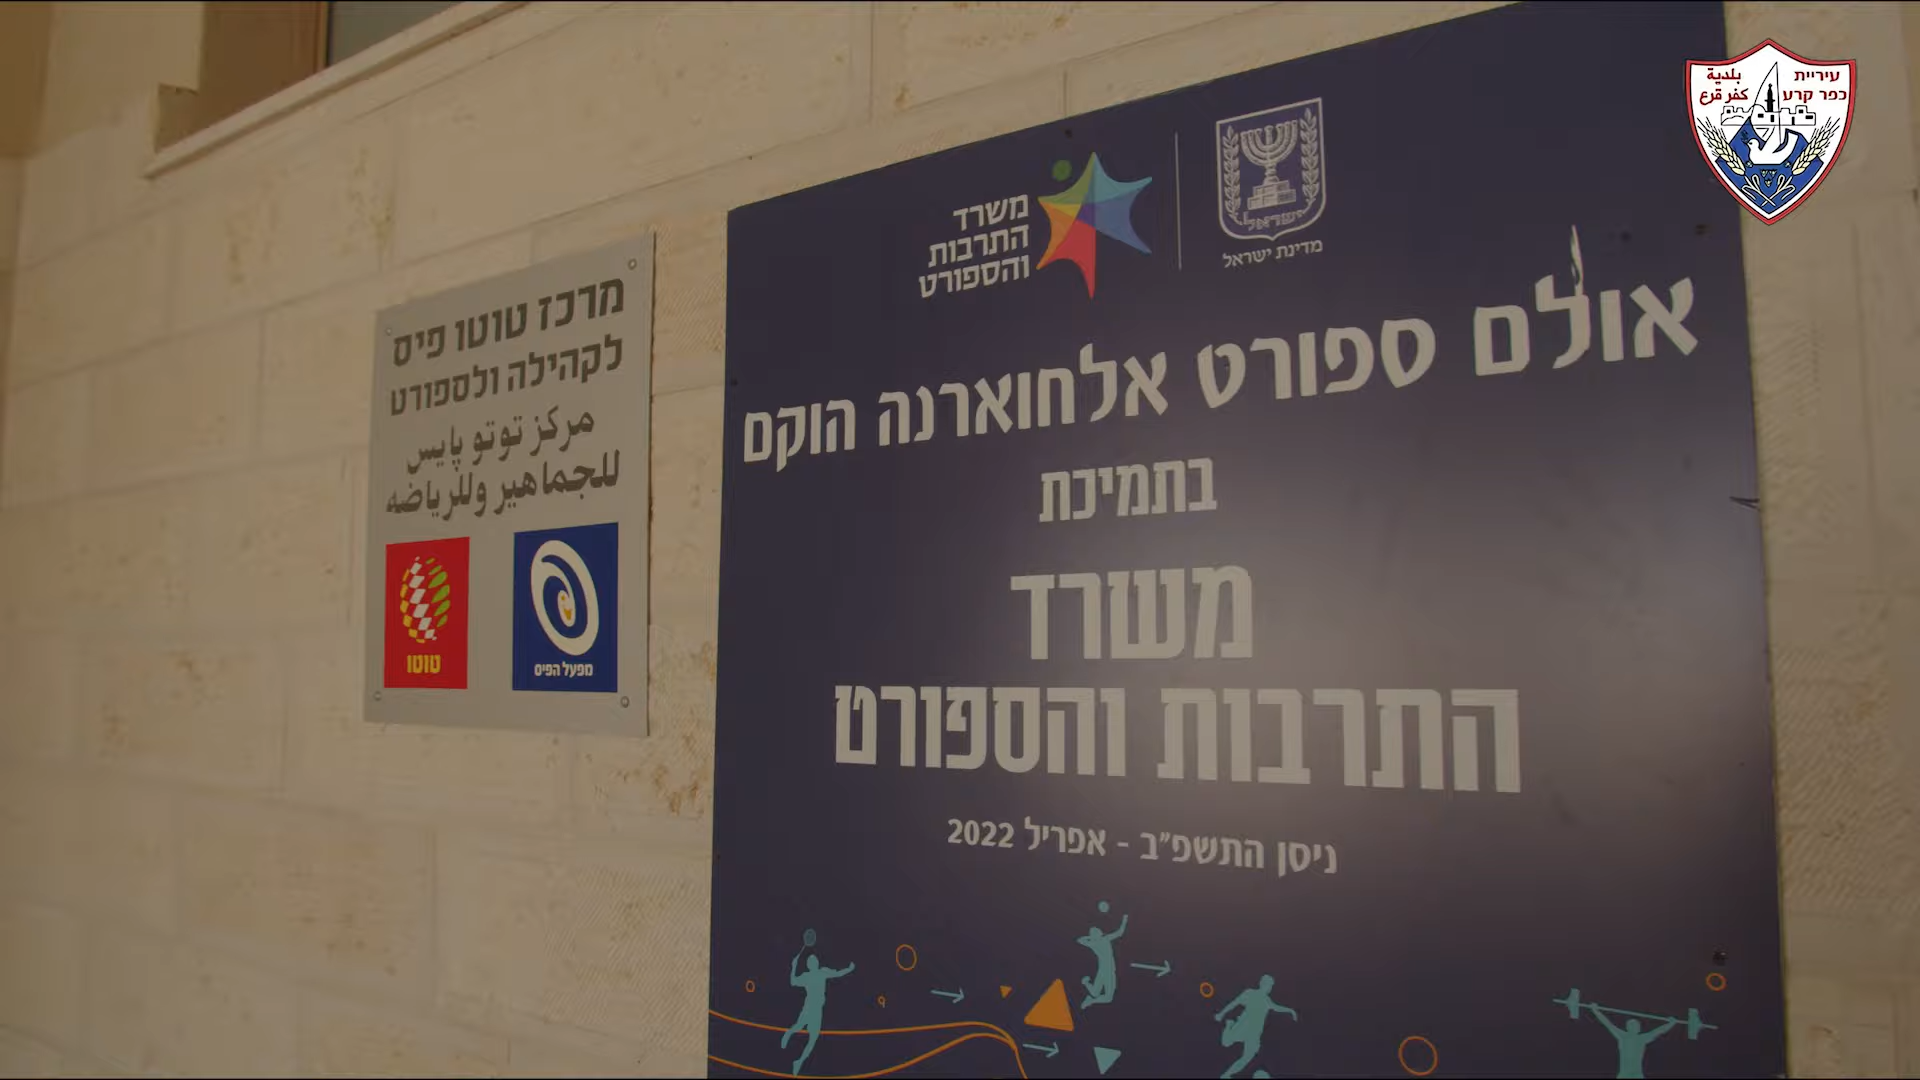 עיריית
כפר קרע
بلدية
كفر قرع
מדינת ישראל
משרד
התרבות
והספורט
אולם ספורט אלחוארנה הוקם
בתמיכת
משרד
התרבות והספורט
ניסן התשפ״ב - אפריל 2022
מרכז טוטו פיס
לקהילה ולספורט
مركز توتو پايس
للجماهير وللرياضه
מפעל הפיס
טוטו